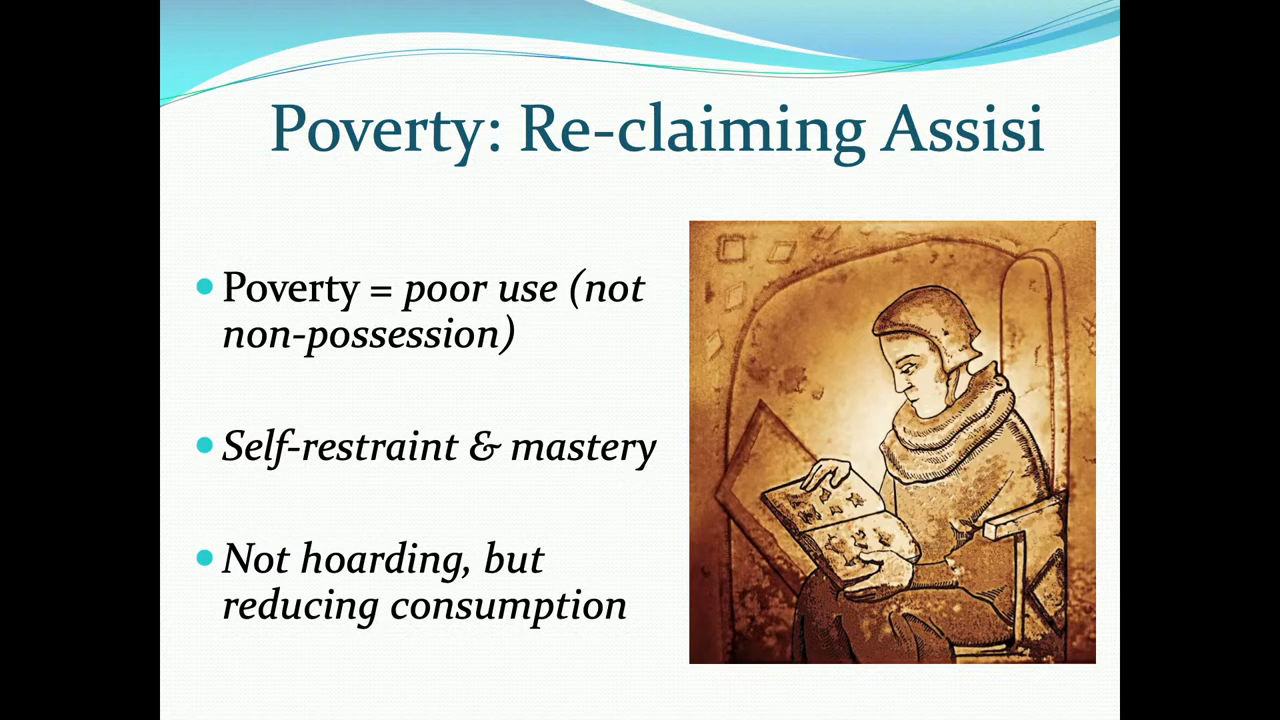 Poverty: Re-claiming Assisi
• Poverty = poor use (not
non-possession)
• Self-restraint & mastery
• Not hoarding, but
reducing consumption